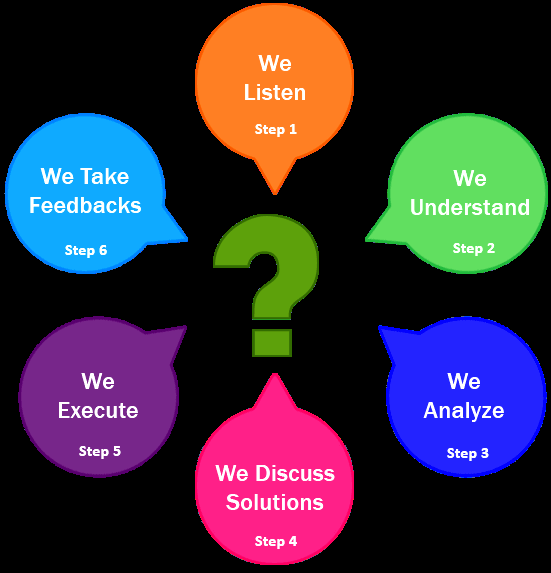 We
Listen
Step 1
We
Understand
Step 2
We
Analyze
Step 3
We Discuss
Solutions
Step 4
We
Execute
Step 5
We Take
Feedbacks
Step 6
?